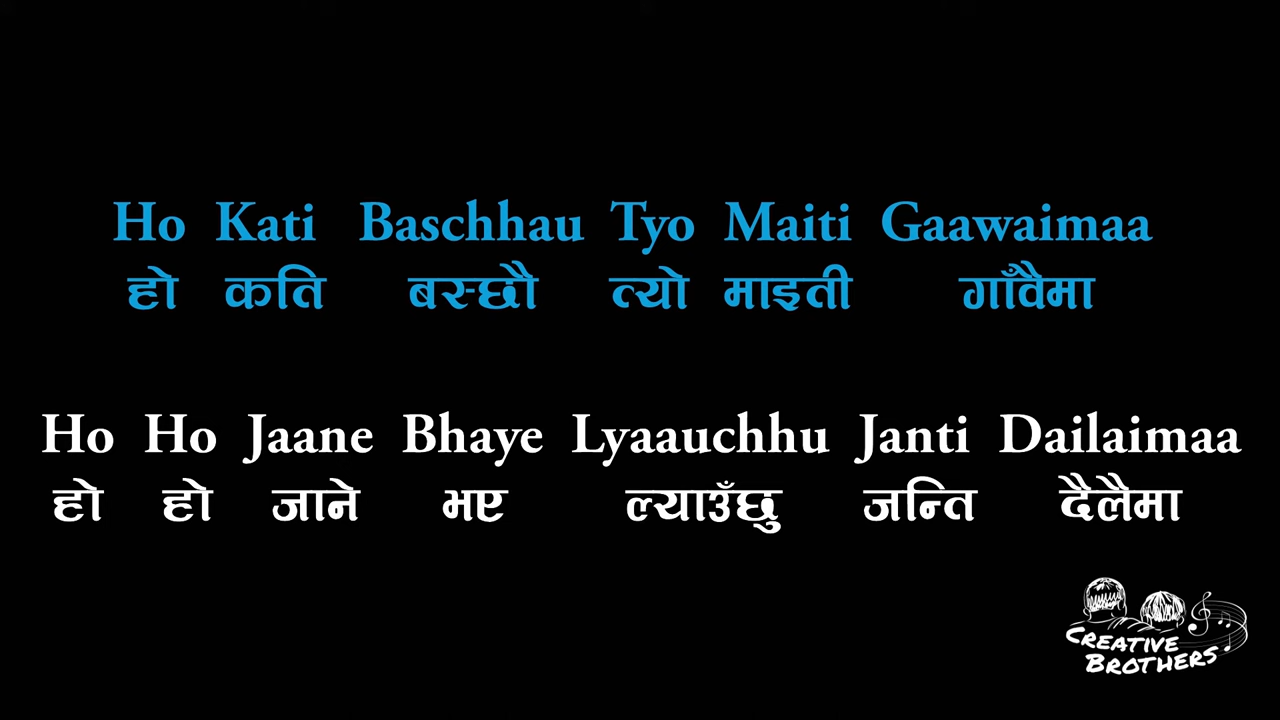 Ho Kati Baschhau Tyo Maiti Gaawaimaa
हो कति बस्छौ त्यो माइती गाँवैमा
Ho Ho Jaane Bhaye Lyaauchhu Janti Dailaimaa
हो हो जाने भए ल्याउँछु जन्ति दैलैमा
CREATIVE
BROTHERS